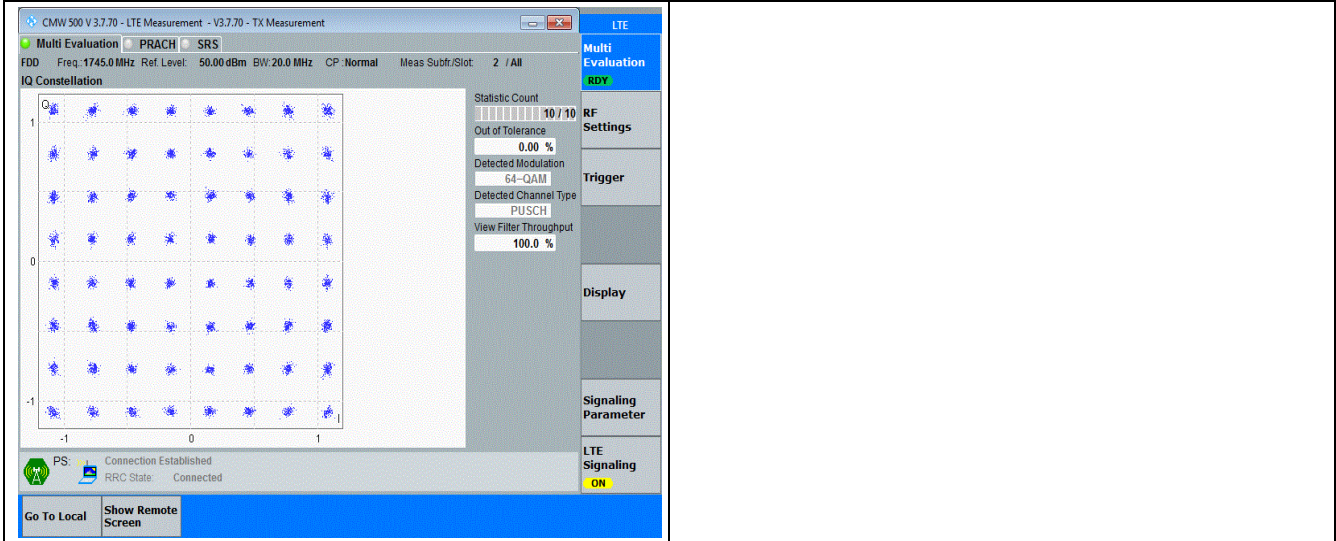 CMW 500 V 3.7.70 - LTE Measurement - V3.7.70 - TX Measurement
LTE
Multi Evaluation PRACH SRS
Multi
Evaluation
RDY
FDD Freq.: 1745.0 MHz Ref. Level: 50.00 dBm BW: 20.0 MHz CP : Normal Meas Subfr./Slot: 2 / All
IQ Constellation
Q
1
0
-1
-1 0 1
I
Statistic Count
10 / 10
Out of Tolerance
0.00 %
Detected Modulation
64-QAM
Detected Channel Type
PUSCH
View Filter Throughput
100.0 %
RF
Settings
Trigger
Display
Signaling
Parameter
LTE
Signaling
ON
PS: Connection Established
RRC State: Connected
Go To Local
Show Remote
Screen